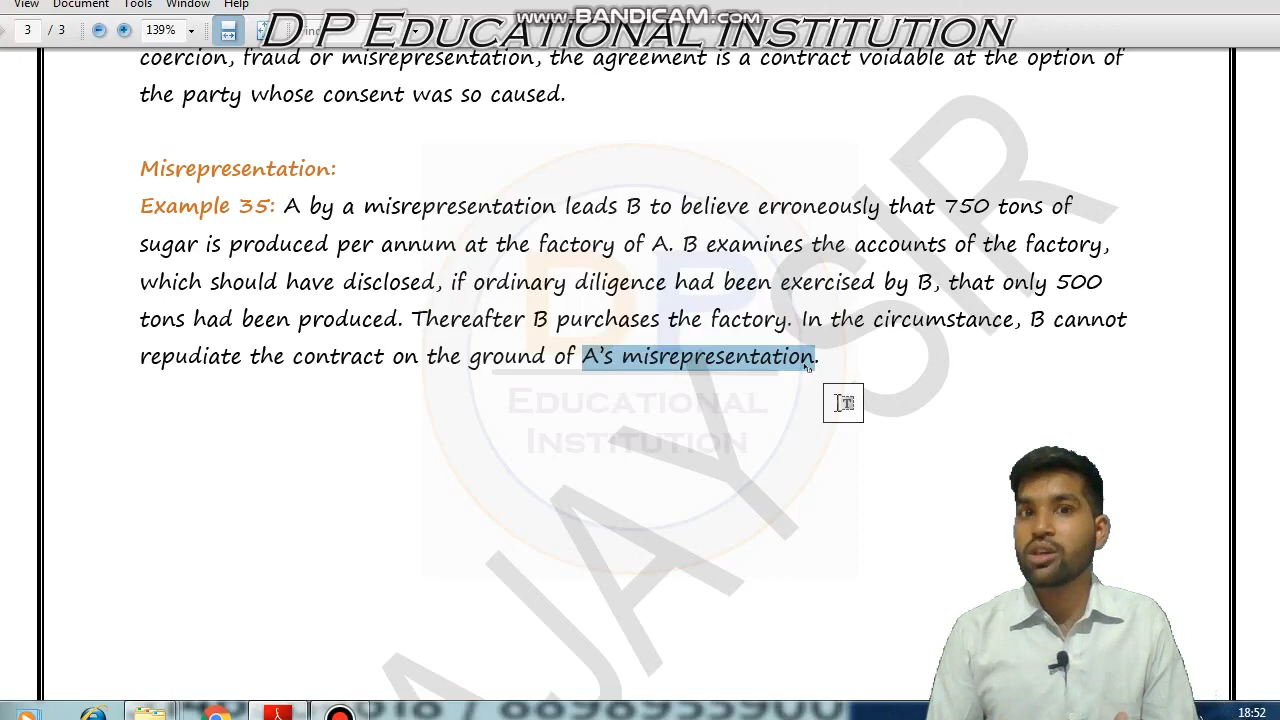 View Document Tools Window Help
www.BANDICAM.com
3 / 3 139%
D P EDUCATIONAL INSTITUTION
coercion, fraud or misrepresentation, the agreement is a contract voidable at the option of
the party whose consent was so caused.
Misrepresentation:
Example 35: A by a misrepresentation leads B to believe erroneously that 750 tons of
sugar is produced per annum at the factory of A. B examines the accounts of the factory,
which should have disclosed, if ordinary diligence had been exercised by B, that only 500
tons had been produced. Thereafter B purchases the factory. In the circumstance, B cannot
repudiate the contract on the ground of A's misrepresentation.
DP
EDUCATIONAL
INSTITUTION
AJAY SIR
18:52